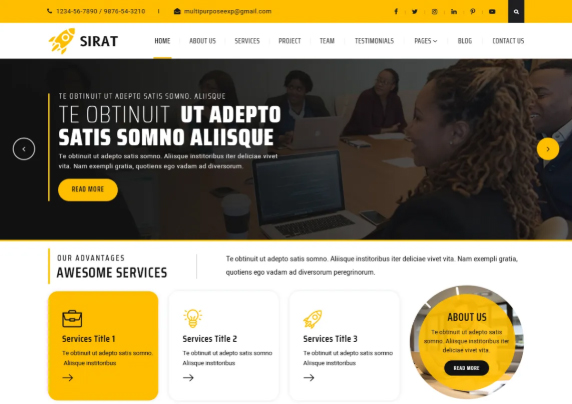 1234-56-7890 / 9876-54-3210 | multipurposeexp@gmail.com
SIRAT HOME ABOUT US SERVICES PROJECT TEAM TESTIMONIALS PAGES BLOG CONTACT US
TE OBTINUIT UT ADEPTO SATIS SOMNO. ALIISQUE
TE OBTINUIT UT ADEPTO
SATIS SOMNO ALIISQUE
Te obtinuit ut adepto satis somno. Aliisque institoribus iter deliciae vivet
vita. Nam exempli gratia, quotiens ego vadam ad diversorum.
READ MORE
OUR ADVANTAGES
AWESOME SERVICES
Te obtinuit ut adepto satis somno. Aliisque institoribus iter deliciae vivet vita. Nam exempli gratia,
quotiens ego vadam ad diversorum peregrinorum.
Services Title 1
Te obtinuit ut adepto satis somno.
Aliisque institoribus
Services Title 2
Te obtinuit ut adepto satis somno
Aliisque institoribus
Services Title 3
Te obtinuit ut adepto satis somno
Aliisque institoribus
ABOUT US
Te obtinuit ut adepto satis
somno. Aliisque institoribus iter
deliciae vivet vita.
READ MORE